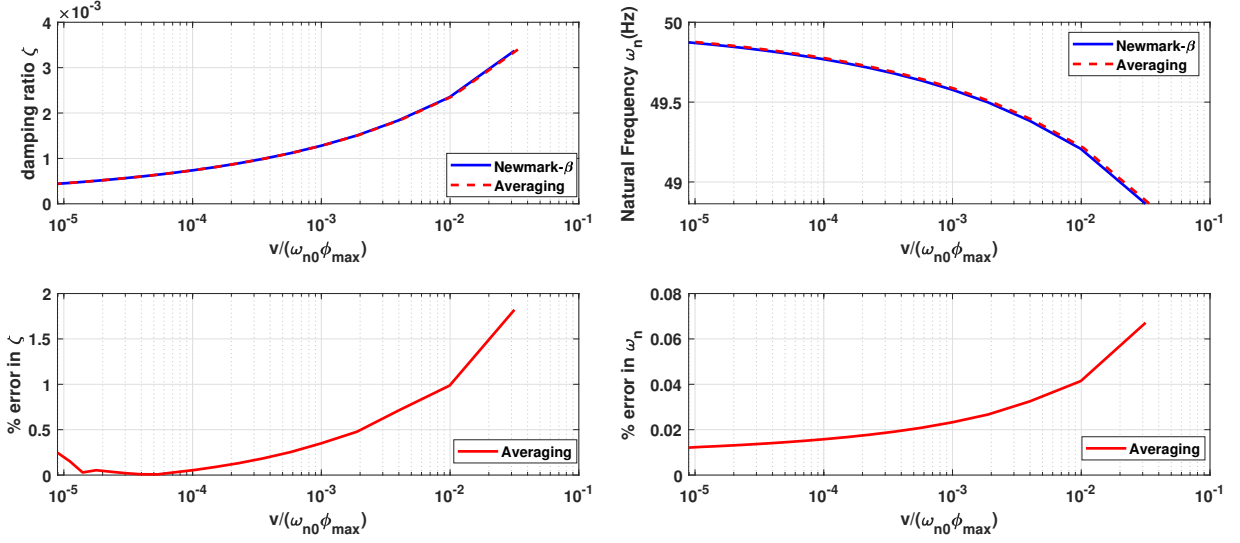 ×10⁻³
4
3
2
1
0
damping ratio ζ
Newmark-β
Averaging
10⁻⁵ 10⁻⁴ 10⁻³ 10⁻² 10⁻¹
v/(ωₙ₀ϕₘₐₓ)
50
49.5
49
Natural Frequency ωₙ(Hz)
Newmark-β
Averaging
10⁻⁵ 10⁻⁴ 10⁻³ 10⁻² 10⁻¹
v/(ωₙ₀ϕₘₐₓ)
2
1.5
1
0.5
0
% error in ζ
Averaging
10⁻⁵ 10⁻⁴ 10⁻³ 10⁻² 10⁻¹
v/(ωₙ₀ϕₘₐₓ)
0.08
0.06
0.04
0.02
0
% error in ωₙ
Averaging
10⁻⁵ 10⁻⁴ 10⁻³ 10⁻² 10⁻¹
v/(ωₙ₀ϕₘₐₓ)